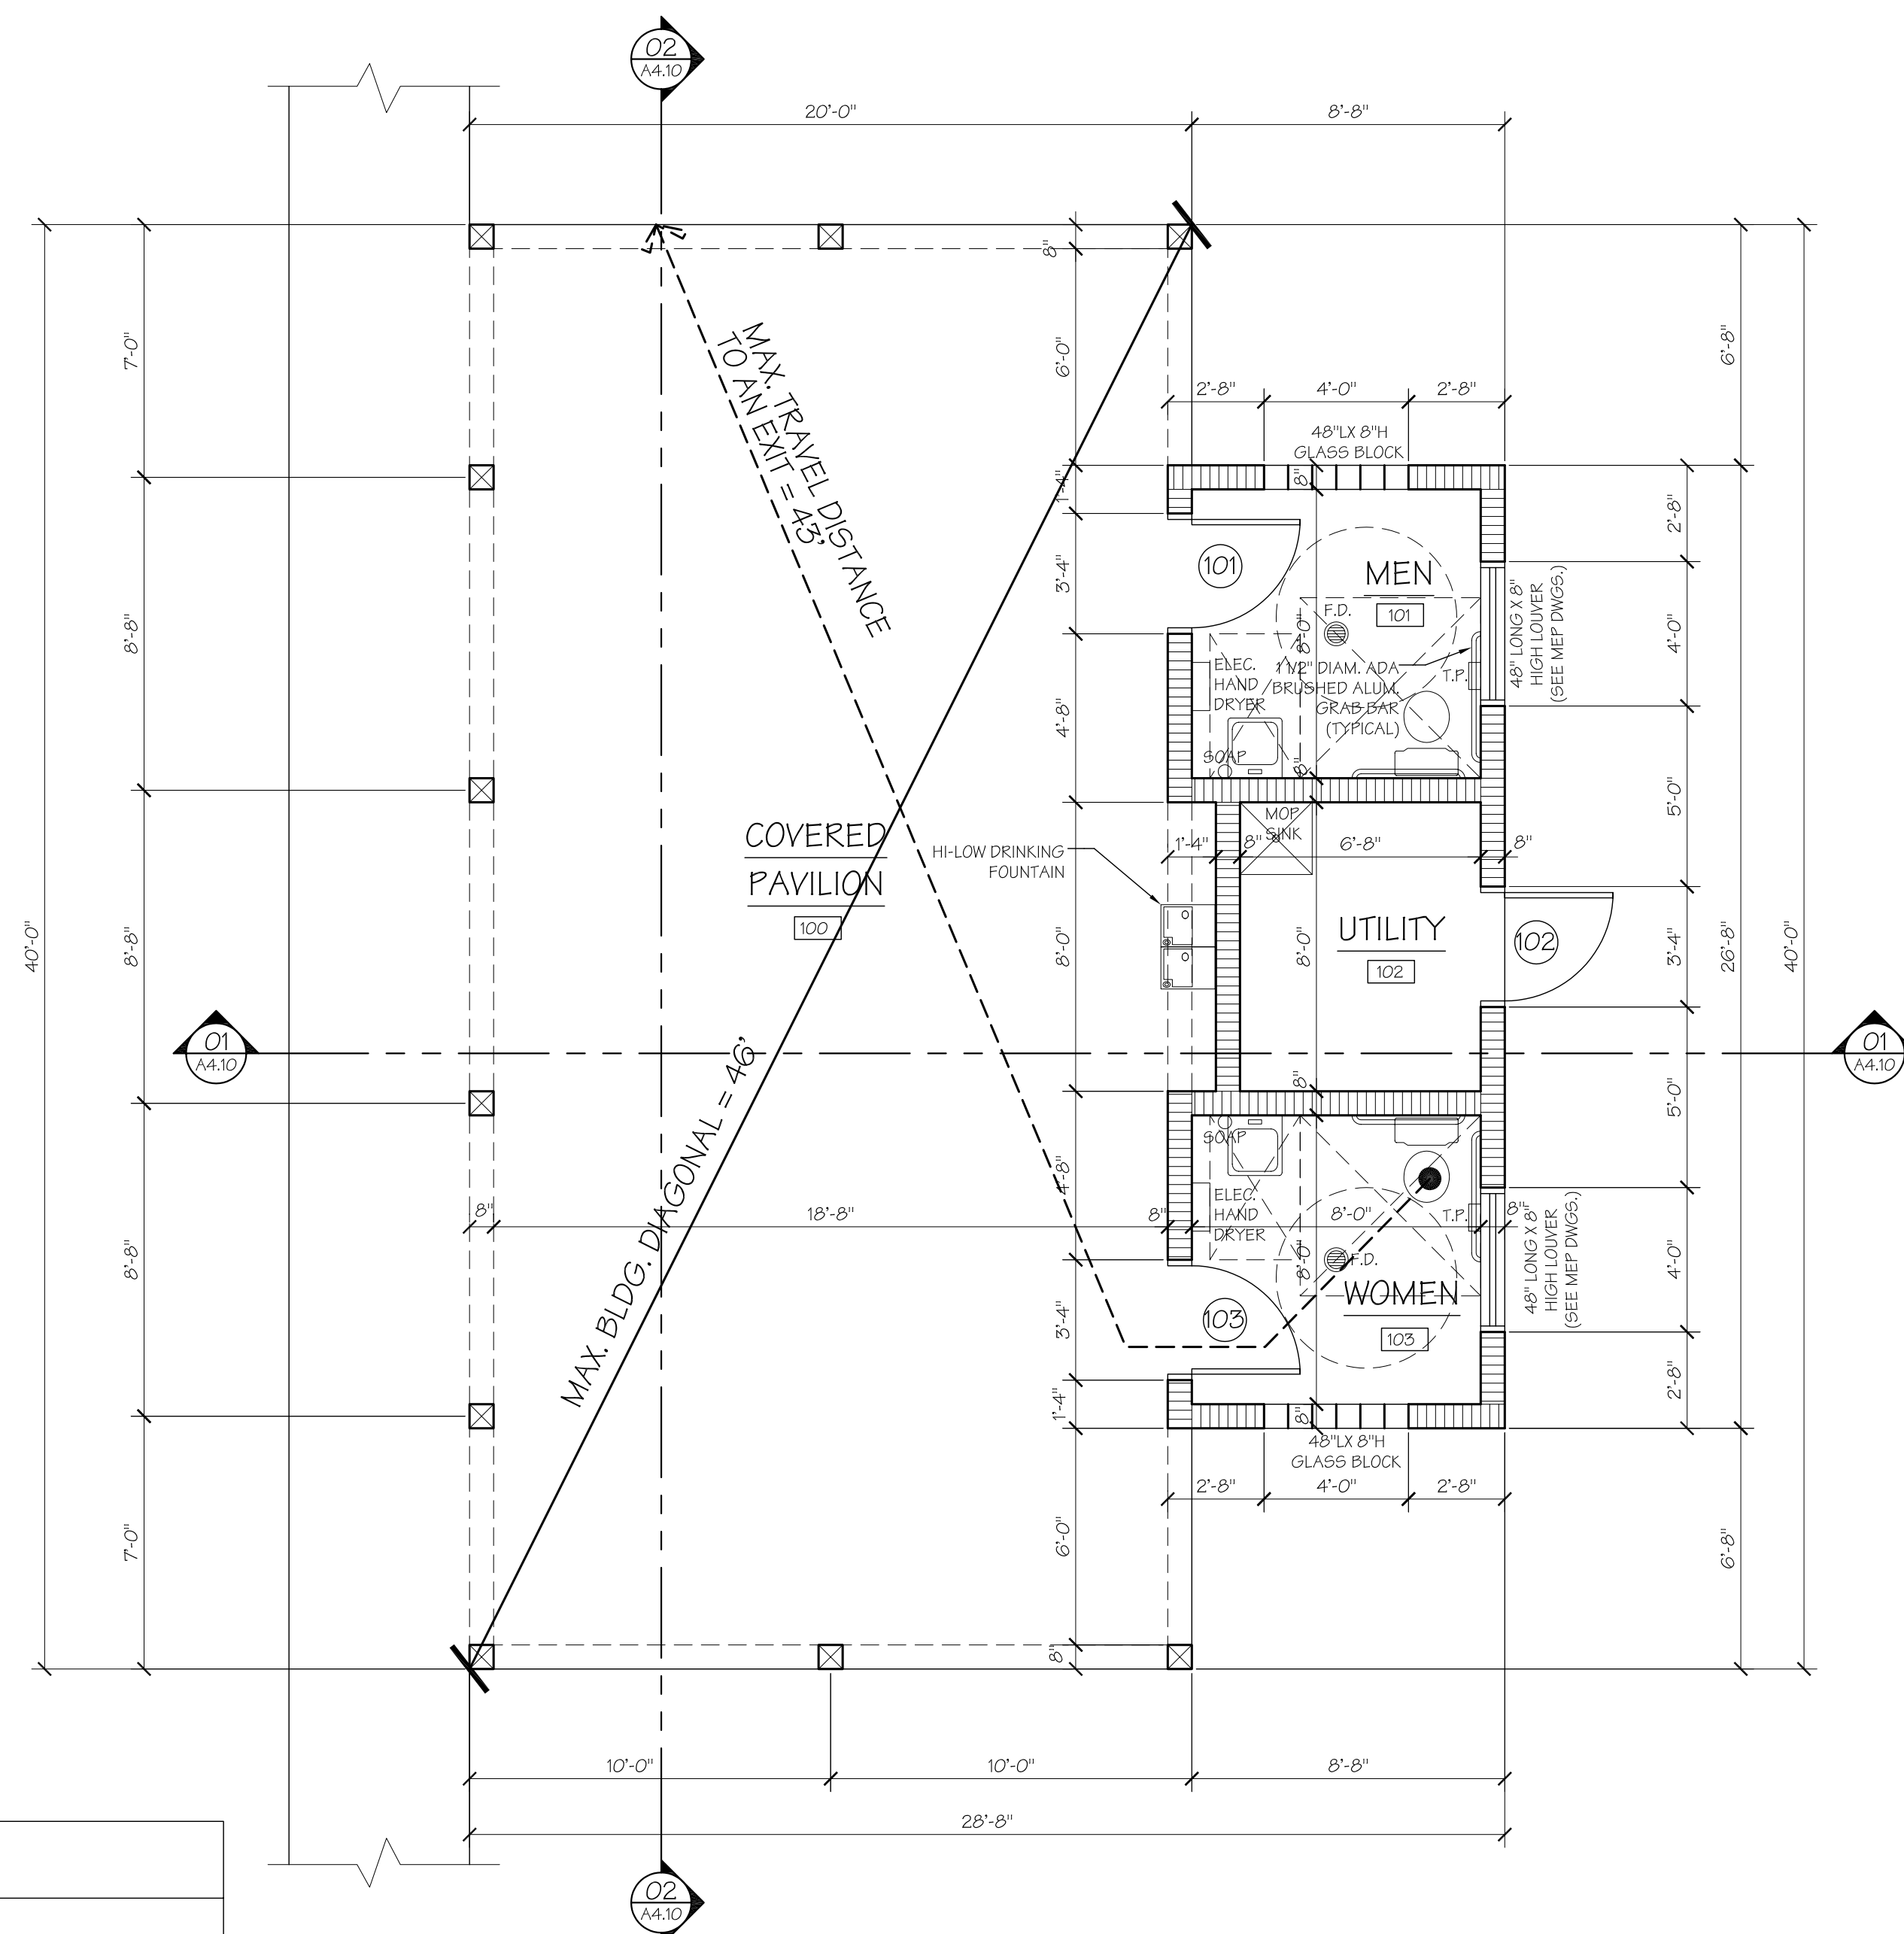 02
A4.10
20'-0"
8'-8"
8"
7'-0"
6'-0"
6'-8"
MAX. TRAVEL DISTANCE
TO AN EXIT = 43'
2'-8"
4'-0"
2'-8"
48"LX 8"H
GLASS BLOCK
8"
1'-4"
2'-8"
101
MEN
101
F.D.
3'-4"
8'-0"
8'-8"
4'-0"
48" LONG X 8"
HIGH LOUVER
(SEE MEP DWGS.)
ELEC.
HAND
DRYER
1 1/2" DIAM. ADA
BRUSHED ALUM.
GRAB BAR
(TYPICAL)
T.P.
4'-8"
SOAP
8"
5'-0"
COVERED
PAVILION
100
MOP
SINK
HI-LOW DRINKING
FOUNTAIN
1'-4"
8"
6'-8"
8"
UTILITY
102
102
40'-0"
8'-8"
8'-0"
8'-0"
3'-4"
26'-8"
40'-0"
01
A4.10
01
A4.10
MAX. BLDG. DIAGONAL = 46'
8"
5'-0"
SOAP
4'-8"
ELEC.
HAND
DRYER
T.P.
8"
18'-8"
8"
8'-0"
8"
8'-8"
8'-0"
F.D.
4'-0"
48" LONG X 8"
HIGH LOUVER
(SEE MEP DWGS.)
WOMEN
103
103
3'-4"
2'-8"
1'-4"
8"
48"LX 8"H
GLASS BLOCK
2'-8"
4'-0"
2'-8"
7'-0"
6'-0"
6'-8"
8"
10'-0"
10'-0"
8'-8"
28'-8"
02
A4.10